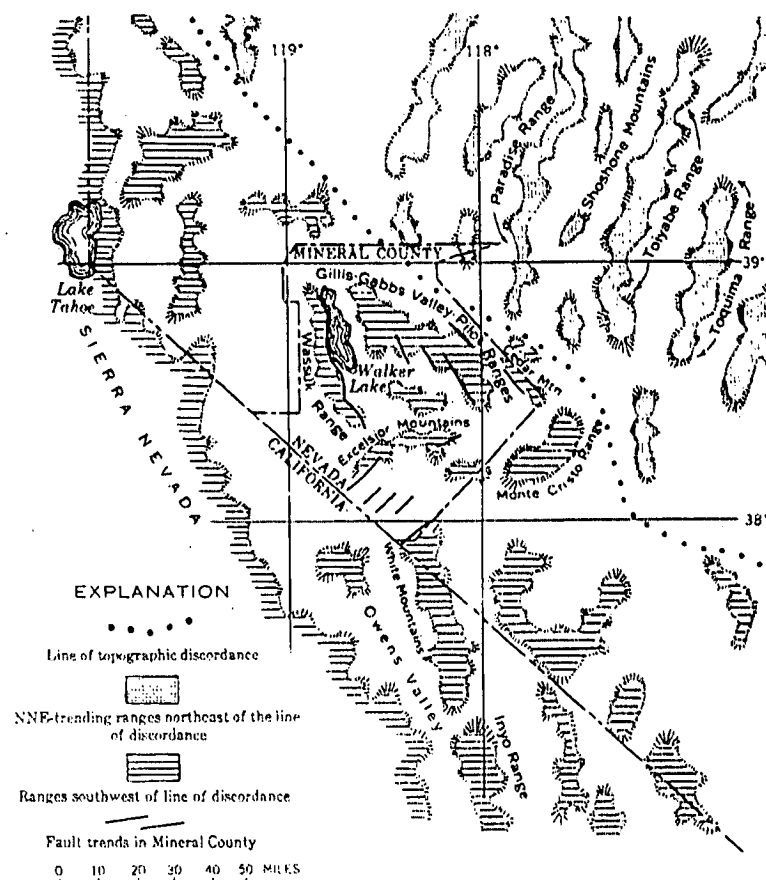 119°
118°
Paradise Range
Shoshone Mountains
Toiyabe Range
Toquima Range
MINERAL COUNTY
39°
Lake
Tahoe
Gillis-Gabbs Valley-Pilot Ranges
Cedar Mtn
Wassuk Range
Walker
Lake
SIERRA NEVADA
Excelsior Mountains
NEVADA
CALIFORNIA
Monte Cristo Range
38°
White Mountains
Owens Valley
Inyo Range
EXPLANATION
Line of topographic discordance
NNE-trending ranges northeast of the line
of discordance
Ranges southwest of line of discordance
Fault trends in Mineral County
0 10 20 30 40 50 MILES